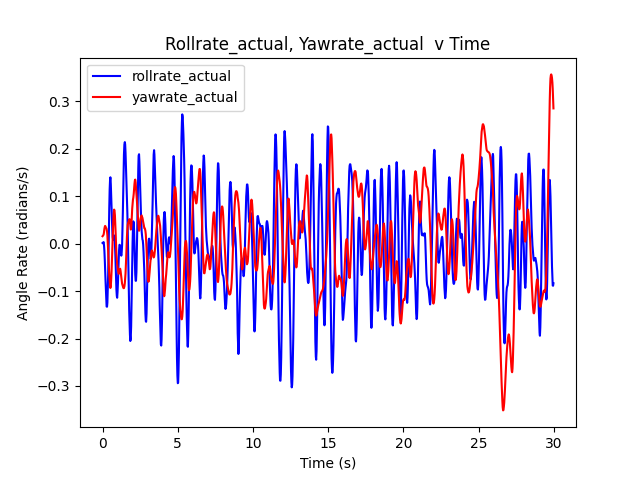 Rollrate_actual, Yawrate_actual  v Time
rollrate_actual
yawrate_actual
Angle Rate (radians/s)
0.3
0.2
0.1
0.0
−0.1
−0.2
−0.3
0 5 10 15 20 25 30
Time (s)